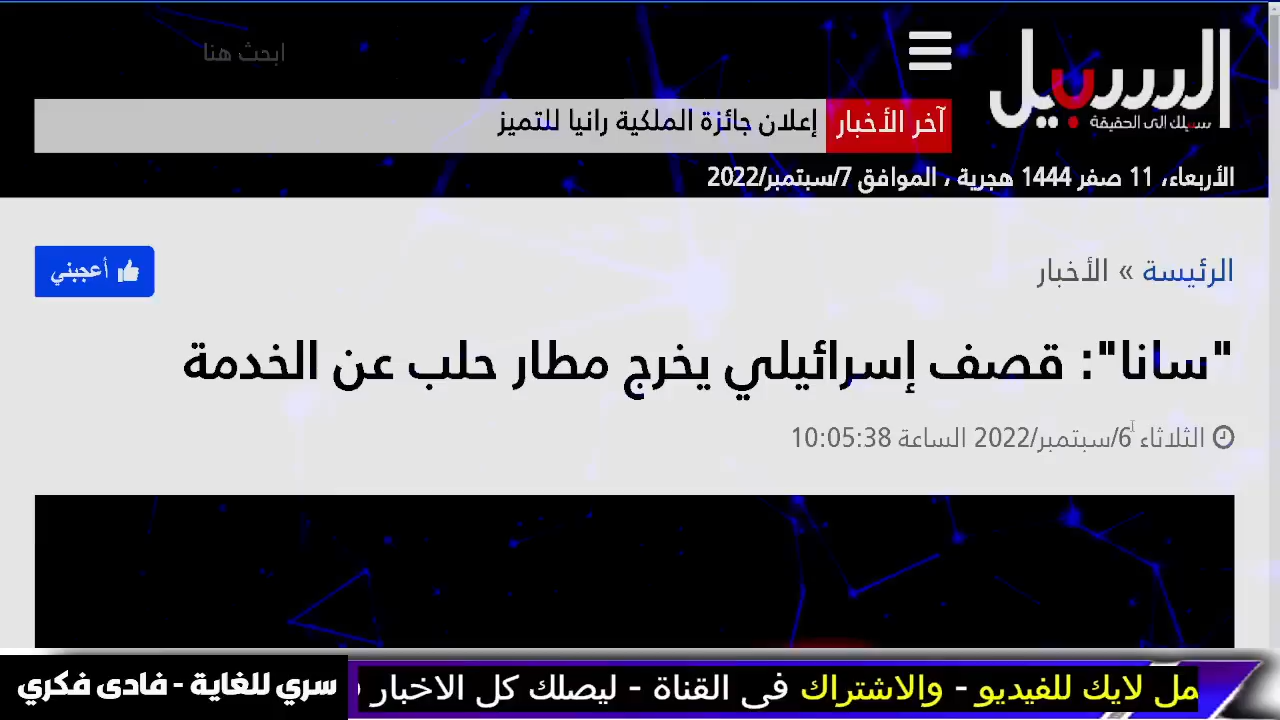 السبيل
سبيلك إلى الحقيقة
ابحث هنا
آخر الأخبار
إعلان جائزة الملكية رانيا للتميز
الأربعاء، 11 صفر 1444 هجرية ، الموافق 7/سبتمبر/2022
الرئيسة » الأخبار
أعجبني
"سانا": قصف إسرائيلي يخرج مطار حلب عن الخدمة
الثلاثاء 6/سبتمبر/2022 الساعة 10:05:38
لايك للفيديو - والاشتراك فى القناة - ليصلك كل الاخبار
سري للغاية - فادى فكري